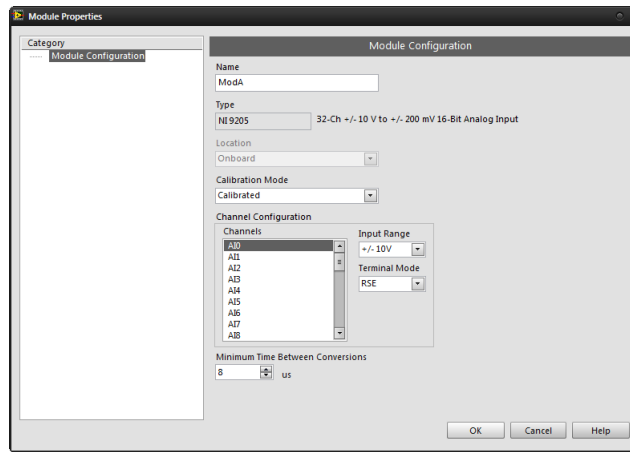 Module Properties
Category
Module Configuration
Module Configuration
Name
ModA
Type
NI 9205
32-Ch +/- 10 V to +/- 200 mV 16-Bit Analog Input
Location
Onboard
Calibration Mode
Calibrated
Channel Configuration
Channels
AI0
AI1
AI2
AI3
AI4
AI5
AI6
AI7
AI8
Input Range
+/- 10V
Terminal Mode
RSE
Minimum Time Between Conversions
8 us
OK Cancel Help